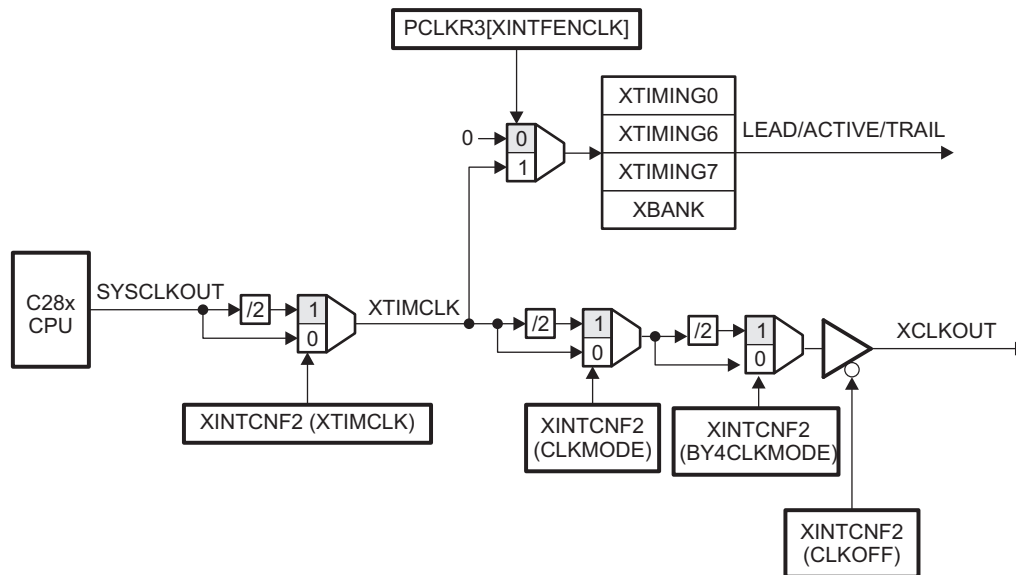 PCLKR3[XINTFENCLK]
0
0
1
XTIMING0
XTIMING6
XTIMING7
XBANK
LEAD/ACTIVE/TRAIL
C28x
CPU
SYSCLKOUT
/2
1
0
XTIMCLK
/2
1
0
/2
1
0
XCLKOUT
XINTCNF2 (XTIMCLK)
XINTCNF2
(CLKMODE)
XINTCNF2
(BY4CLKMODE)
XINTCNF2
(CLKOFF)